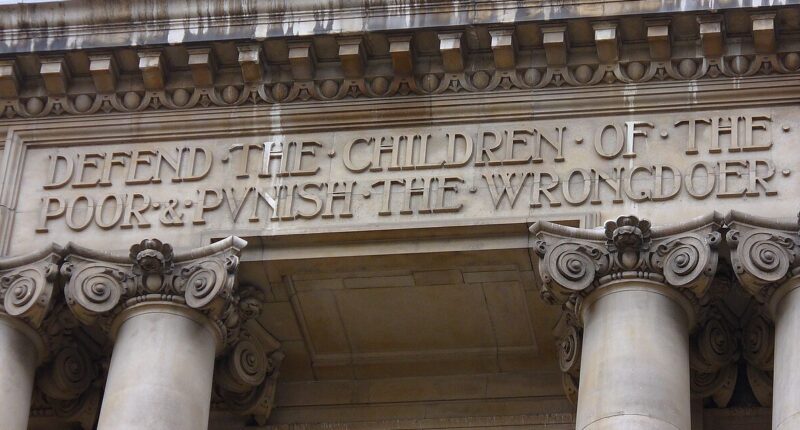 DEFEND·THE·CHILDREN·OF·THE·
POOR·&·PVNISH·THE·WRONGDOER·